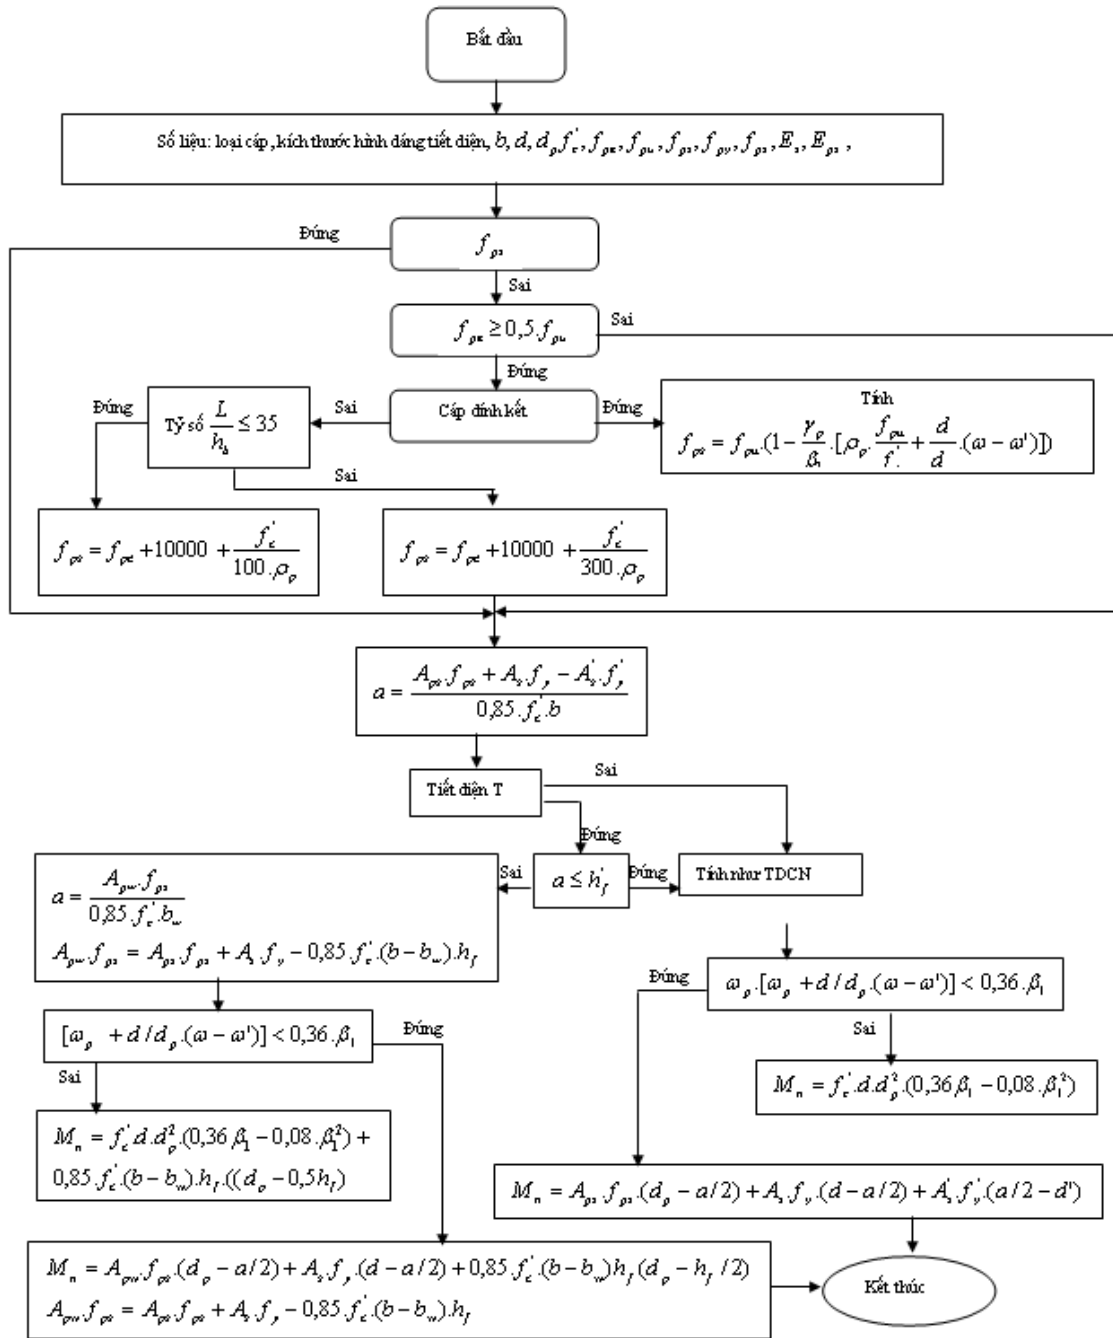 Bắt đầu
Số liệu: loại cáp, kích thước hình dáng tiết diện, b, d, d_p f'_c, f_pe, f_pu, f_ps, f_py, f_ps, E_s, E_ps,
Đúng
f_ps
Sai
f_pe ≥ 0,5.f_pu
Sai
Đúng
Đúng
Tỷ số L/h_b ≤ 35
Sai
Cáp dính kết
Đúng
Tính
f_ps = f_pu.(1 - γ_p/β_1.[ρ_p.f_pu/f'. + d/d.(ω - ω')])
Sai
f_ps = f_pe + 10000 + f'_c/(100.ρ_p)
f_ps = f_pe + 10000 + f'_c/(300.ρ_p)
a = (A_ps.f_ps + A_s.f_y - A'_s.f'_y)/(0,85.f'_c.b)
Tiết diện T
Sai
Đúng
Sai
a ≤ h'_f
Đúng
Tính như TDCN
a = (A_pw.f_ps)/(0,85.f'_c.b_w)
A_pw.f_ps = A_ps.f_ps + A_s.f_y - 0,85.f'_c.(b - b_w).h_f
Đúng
ω_p.[ω_p + d/d_p.(ω - ω')] < 0,36.β_1
[ω_p + d/d_p.(ω - ω')] < 0,36.β_1
Đúng
Sai
Sai
M_n = f'_c.d.d_p^2.(0,36β_1 - 0,08.β_1^2)
M_n = f'_c.d.d_p^2.(0,36β_1 - 0,08.β_1^2) +
0,85.f'_c.(b - b_w).h_f.((d_p - 0,5h_f)
M_n = A_ps.f_ps.(d_p - a/2) + A_s.f_y.(d - a/2) + A'_s.f'_y.(a/2 - d')
M_n = A_pw.f_ps.(d_p - a/2) + A_s.f_y.(d - a/2) + 0,85.f'_c.(b - b_w)h_f(d_p - h_f/2)
A_pw.f_ps = A_ps.f_ps + A_s.f_y - 0,85.f'_c.(b - b_w).h_f
Kết thúc